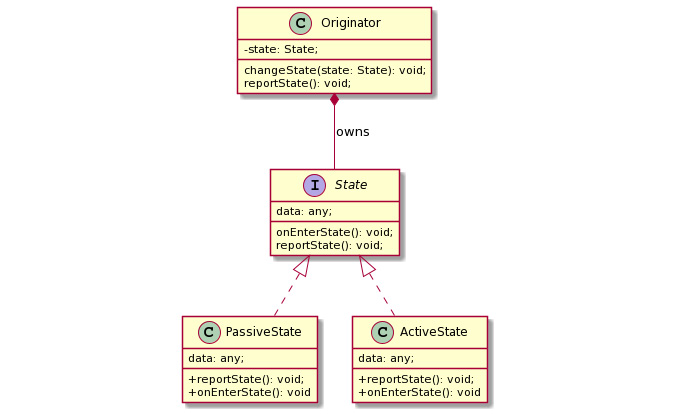 C Originator
-state: State;
changeState(state: State): void;
reportState(): void;
owns
I State
data: any;
onEnterState(): void;
reportState(): void;
C PassiveState
data: any;
+reportState(): void;
+onEnterState(): void
C ActiveState
data: any;
+reportState(): void;
+onEnterState(): void